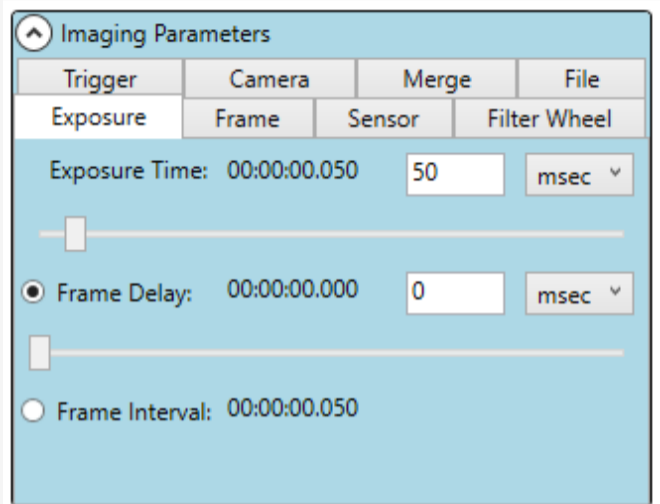 Imaging Parameters
Trigger Camera Merge File
Exposure Frame Sensor Filter Wheel
Exposure Time: 00:00:00.050 50 msec
Frame Delay: 00:00:00.000 0 msec
Frame Interval: 00:00:00.050